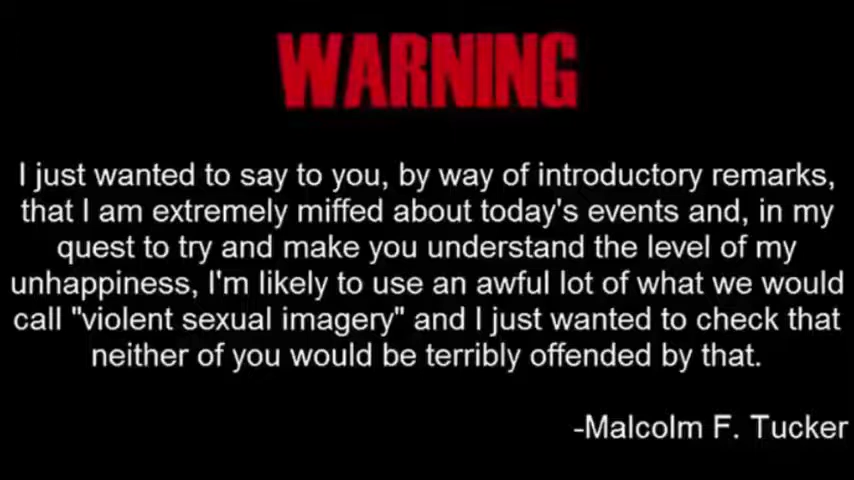 WARNING
I just wanted to say to you, by way of introductory remarks,
that I am extremely miffed about today's events and, in my
quest to try and make you understand the level of my
unhappiness, I'm likely to use an awful lot of what we would
call "violent sexual imagery" and I just wanted to check that
neither of you would be terribly offended by that.
-Malcolm F. Tucker